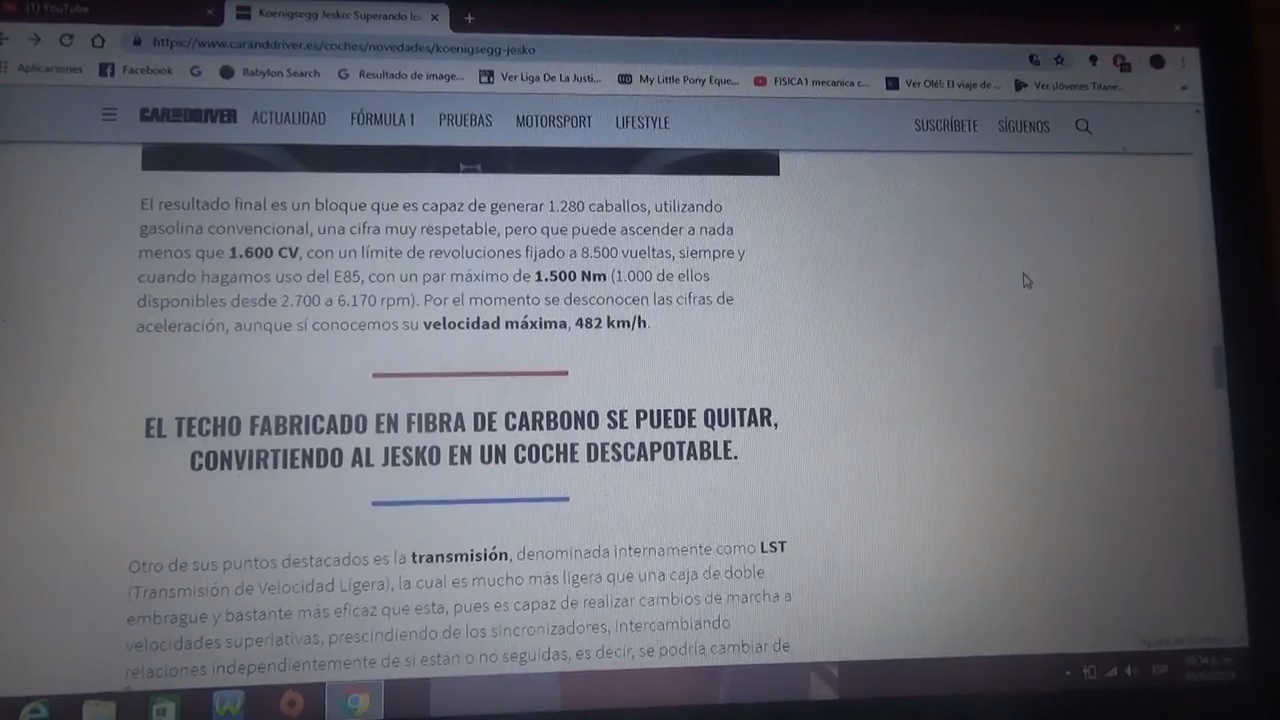 (1) YouTube
Koenigsegg Jesko: Superando lo
https://www.caranddriver.es/coches/novedades/koenigsegg-jesko
Aplicaciones Facebook Babylon Search Resultado de image... Ver Liga De La Justi... My Little Pony Eque... FISICA1 mecanica c... Ver Olé!: El viaje de ... Ver ¡Jóvenes Titane...
CAR AND DRIVER ACTUALIDAD FÓRMULA 1 PRUEBAS MOTORSPORT LIFESTYLE SUSCRÍBETE SÍGUENOS
El resultado final es un bloque que es capaz de generar 1.280 caballos, utilizando
gasolina convencional, una cifra muy respetable, pero que puede ascender a nada
menos que 1.600 CV, con un límite de revoluciones fijado a 8.500 vueltas, siempre y
cuando hagamos uso del E85, con un par máximo de 1.500 Nm (1.000 de ellos
disponibles desde 2.700 a 6.170 rpm). Por el momento se desconocen las cifras de
aceleración, aunque sí conocemos su velocidad máxima, 482 km/h.
EL TECHO FABRICADO EN FIBRA DE CARBONO SE PUEDE QUITAR,
CONVIRTIENDO AL JESKO EN UN COCHE DESCAPOTABLE.
Otro de sus puntos destacados es la transmisión, denominada internamente como LST
(Transmisión de Velocidad Ligera), la cual es mucho más ligera que una caja de doble
embrague y bastante más eficaz que esta, pues es capaz de realizar cambios de marcha a
velocidades superlativas, prescindiendo de los sincronizadores, intercambiando
relaciones independientemente de si están o no seguidas, es decir, se podría cambiar de
ESP